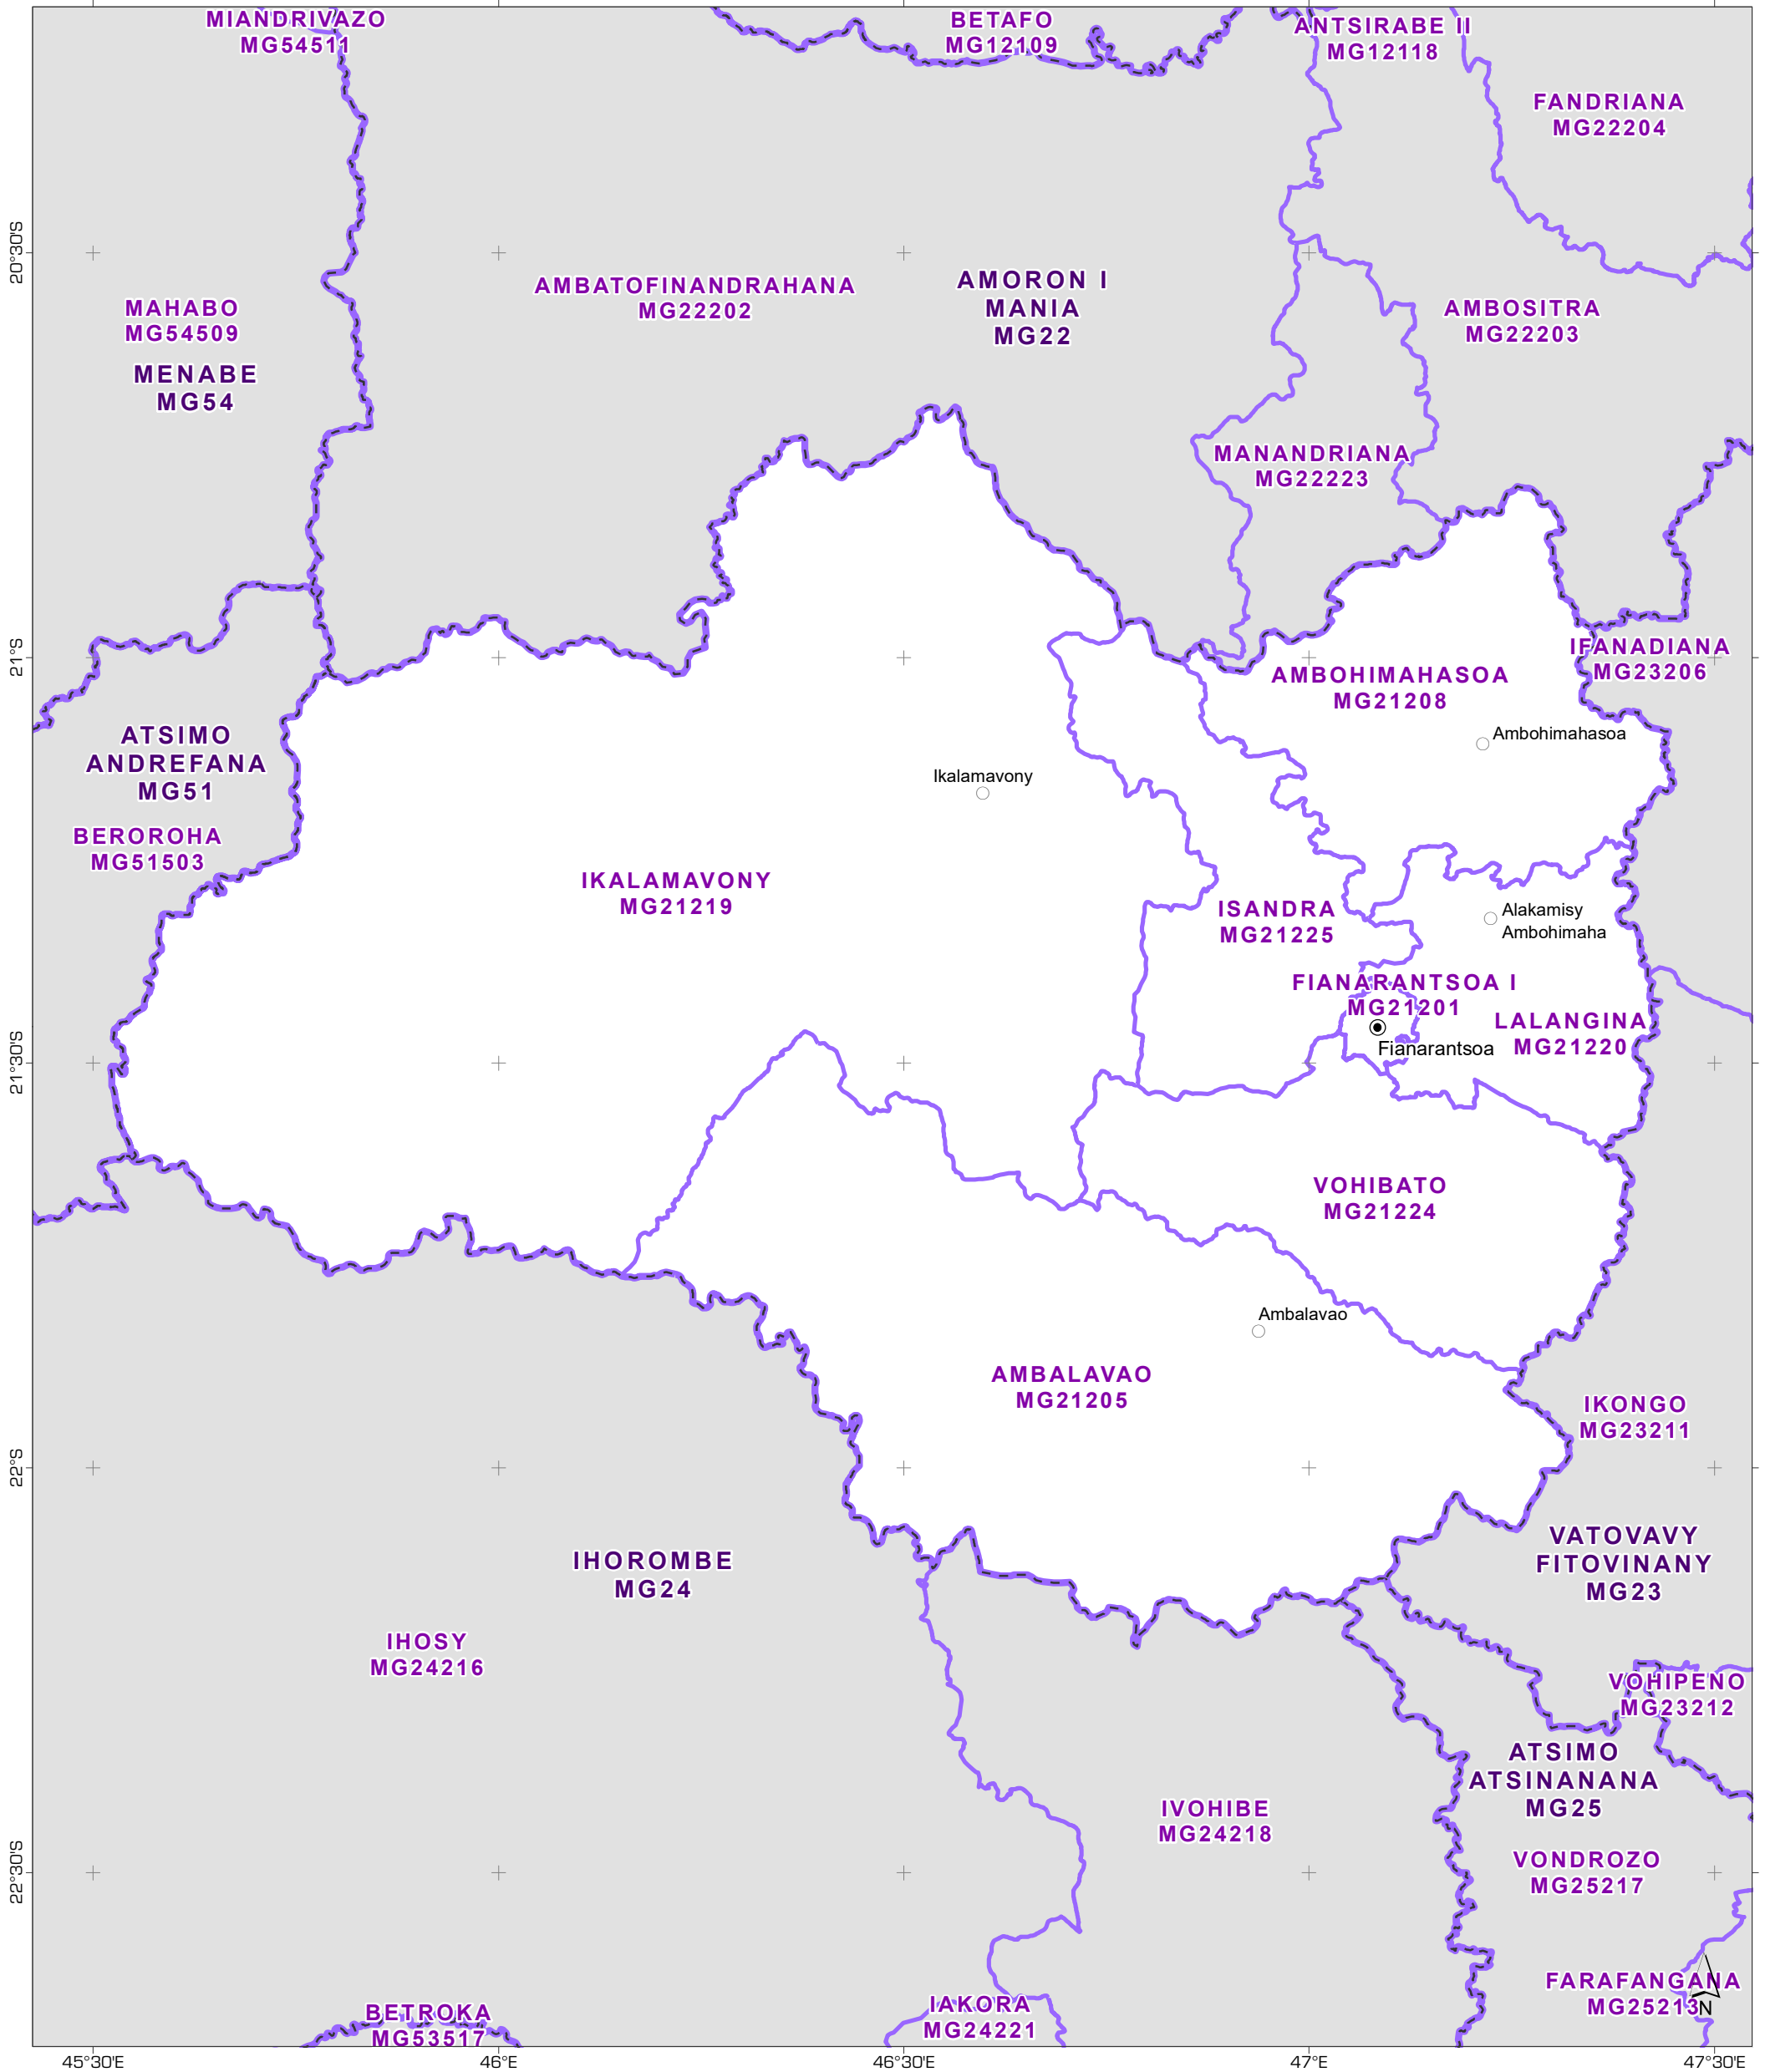 MIANDRIVAZO
MG54511
BETAFO
MG12109
ANTSIRABE II
MG12118
FANDRIANA
MG22204
20°30'S
AMBATOFINANDRAHANA
MG22202
AMORON I
MANIA
MG22
MAHABO
MG54509
AMBOSITRA
MG22203
MENABE
MG54
MANANDRIANA
MG22223
21°S
IFANADIANA
MG23206
AMBOHIMAHASOA
MG21208
Ambohimahasoa
ATSIMO
ANDREFANA
MG51
Ikalamavony
BEROROHA
MG51503
IKALAMAVONY
MG21219
ISANDRA
MG21225
Alakamisy
Ambohimaha
FIANARANTSOA I
MG21201
LALANGINA
MG21220
Fianarantsoa
21°30'S
VOHIBATO
MG21224
Ambalavao
AMBALAVAO
MG21205
IKONGO
MG23211
22°S
VATOVAVY
FITOVINANY
MG23
IHOROMBE
MG24
IHOSY
MG24216
VOHIPENO
MG23212
ATSIMO
ATSINANANA
MG25
IVOHIBE
MG24218
VONDROZO
MG25217
22°30'S
FARAFANGANA
MG25213
N
IAKORA
MG24221
BETROKA
MG53517
45°30'E
46°E
46°30'E
47°E
47°30'E